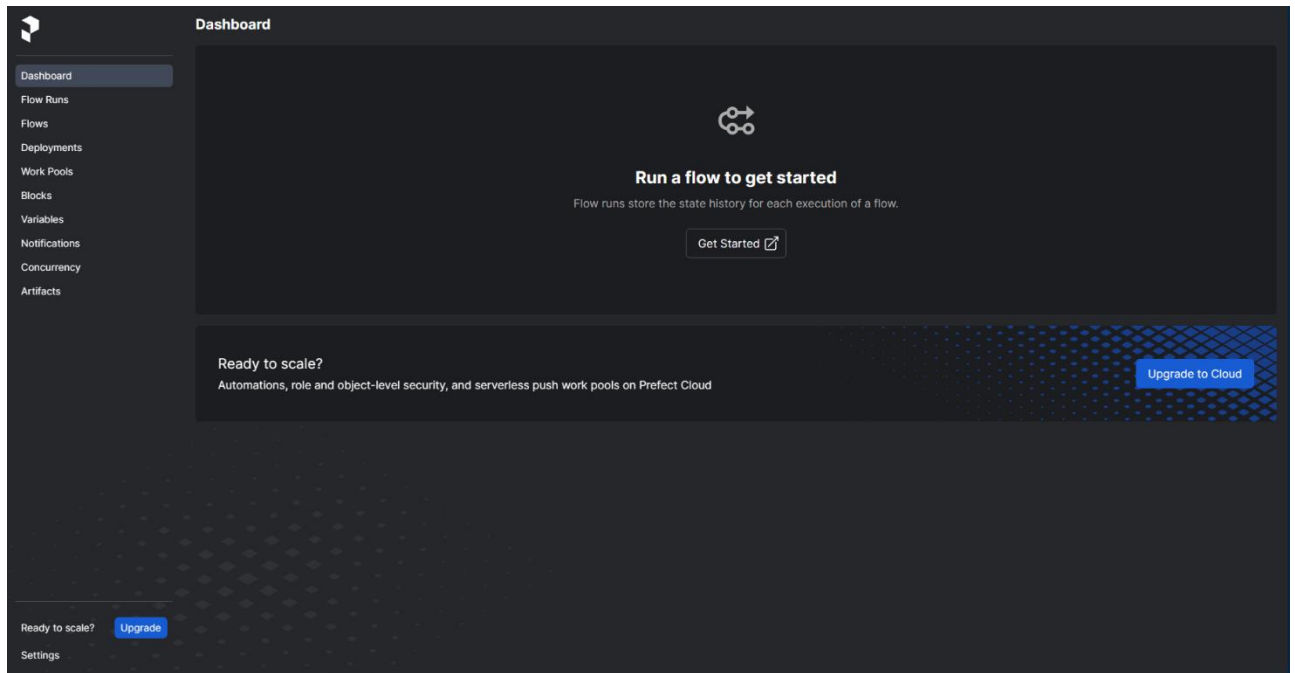 Dashboard
Dashboard
Flow Runs
Flows
Deployments
Work Pools
Blocks
Variables
Notifications
Concurrency
Artifacts
Run a flow to get started
Flow runs store the state history for each execution of a flow.
Get Started
Ready to scale?
Automations, role and object-level security, and serverless push work pools on Prefect Cloud
Upgrade to Cloud
Ready to scale?
Upgrade
Settings